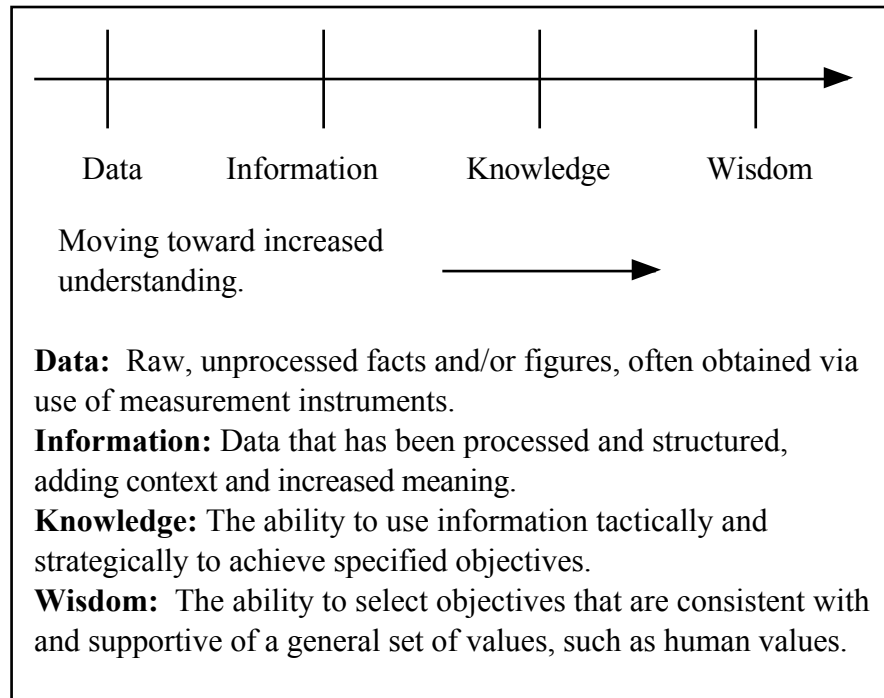 Data Information Knowledge Wisdom
Moving toward increased
understanding.
Data: Raw, unprocessed facts and/or figures, often obtained via
use of measurement instruments.
Information: Data that has been processed and structured,
adding context and increased meaning.
Knowledge: The ability to use information tactically and
strategically to achieve specified objectives.
Wisdom: The ability to select objectives that are consistent with
and supportive of a general set of values, such as human values.